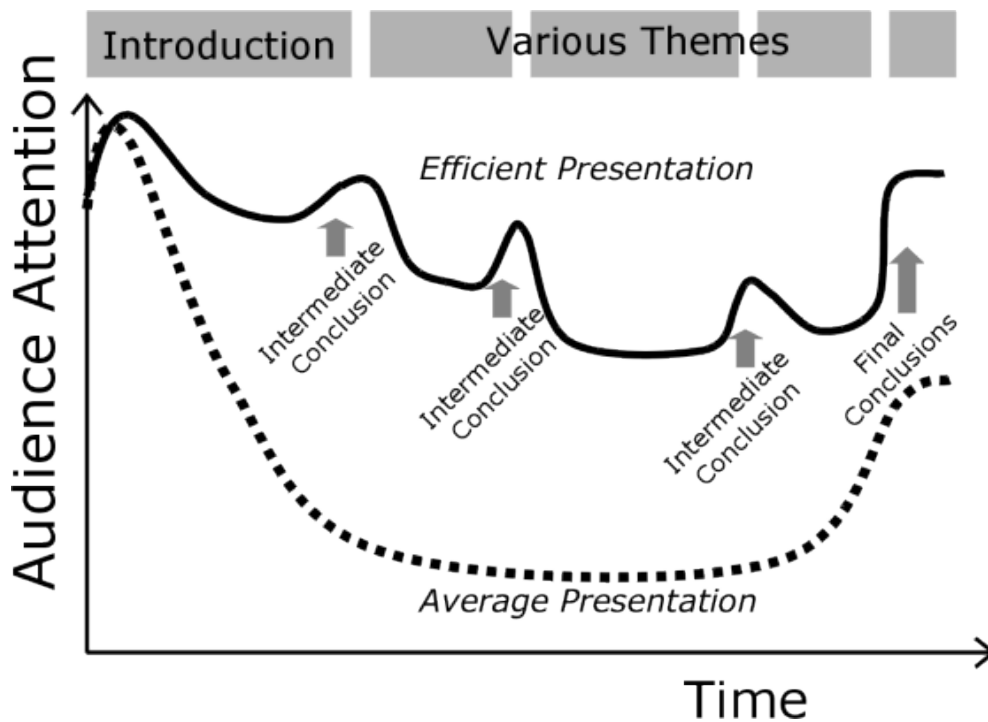 Introduction
Various Themes
Audience Attention
Efficient Presentation
Intermediate
Conclusion
Intermediate
Conclusion
Intermediate
Conclusion
Final
Conclusions
Average Presentation
Time